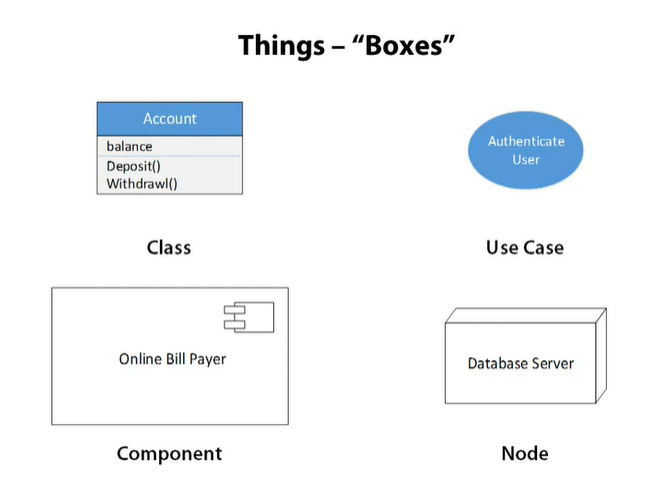 Things – “Boxes”
Account
balance
Deposit()
Withdrawl()
Class
Authenticate
User
Use Case
Online Bill Payer
Component
Database Server
Node